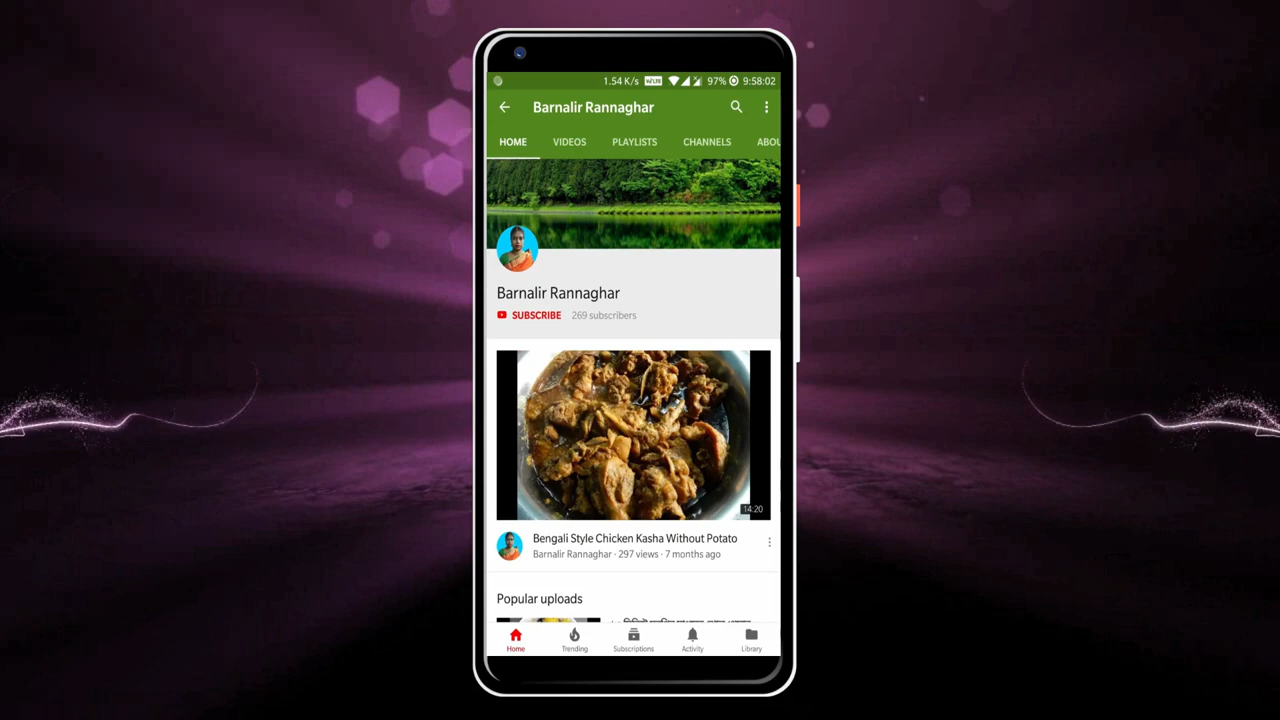 1.54 K/s VoLTE 97% 9:58:02
Barnalir Rannaghar
HOME VIDEOS PLAYLISTS CHANNELS ABOU
Barnalir Rannaghar
SUBSCRIBE 269 subscribers
14:20
Bengali Style Chicken Kasha Without Potato
Barnalir Rannaghar · 297 views · 7 months ago
Popular uploads
Home Trending Subscriptions Activity Library